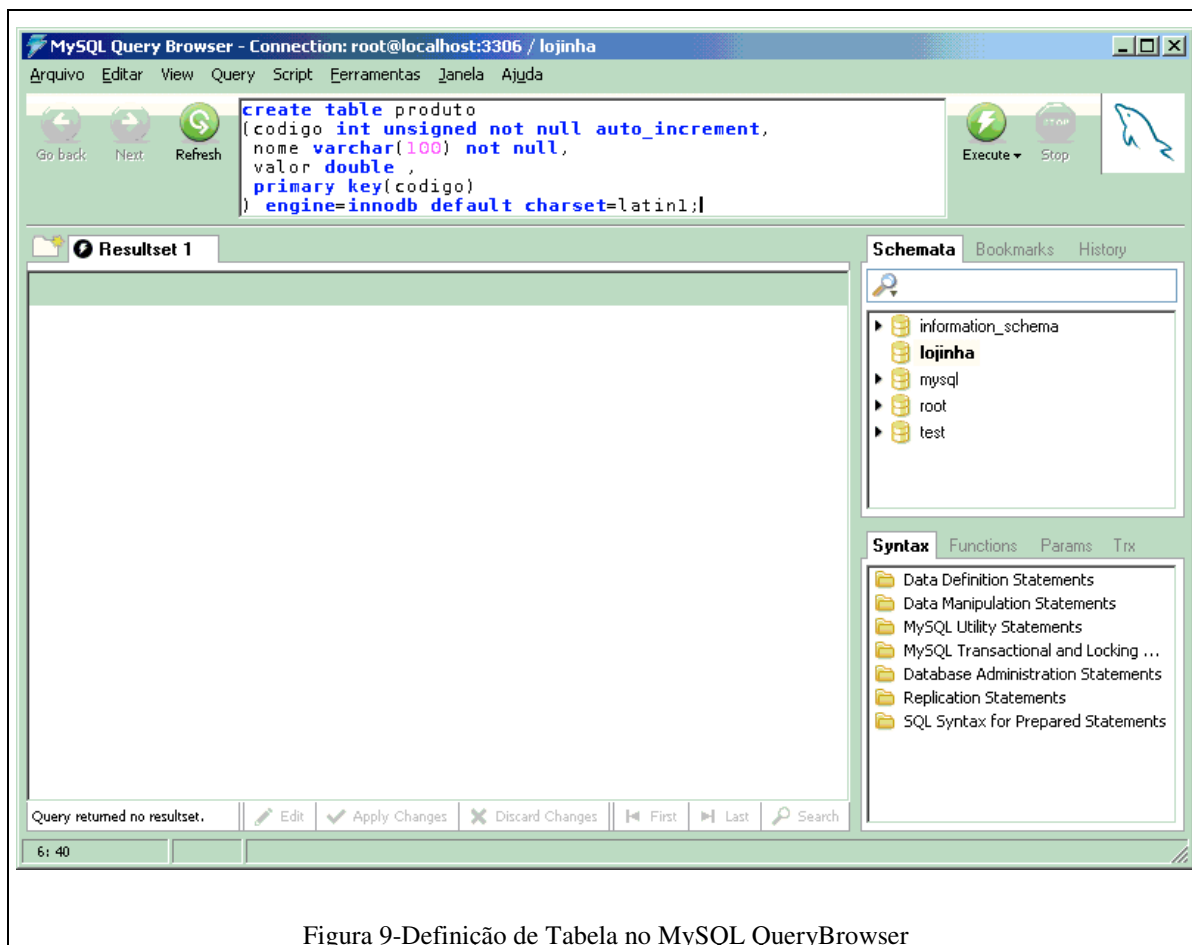 MySQL Query Browser - Connection: root@localhost:3306 / lojinha
Arquivo Editar View Query Script Ferramentas Janela Ajuda
Go back Next Refresh
create table produto
(codigo int unsigned not null auto_increment,
nome varchar(100) not null,
valor double ,
primary key(codigo)
) engine=innodb default charset=latin1;
Execute STOP Stop
Resultset 1
Query returned no resultset.
Edit Apply Changes Discard Changes First Last Search
6: 40
Schemata Bookmarks History
information_schema
lojinha
mysql
root
test
Syntax Functions Params Trx
Data Definition Statements
Data Manipulation Statements
MySQL Utility Statements
MySQL Transactional and Locking ...
Database Administration Statements
Replication Statements
SQL Syntax for Prepared Statements
Figura 9-Definição de Tabela no MySQL QueryBrowser